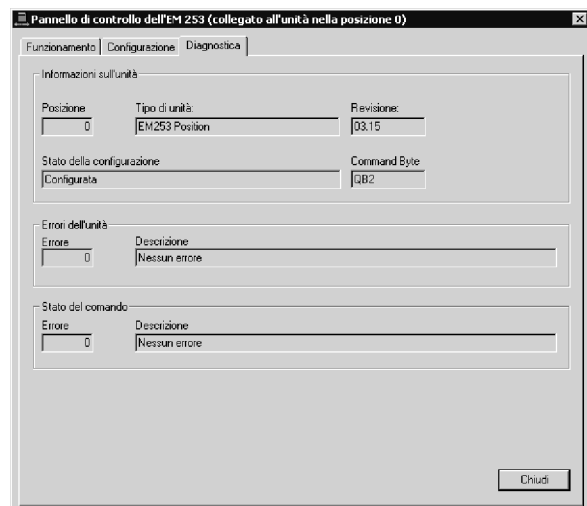 Pannello di controllo dell'EM 253 (collegato all'unità nella posizione 0)
Funzionamento Configurazione Diagnostica
Informazioni sull'unità
Posizione Tipo di unità: Revisione:
0 EM253 Position 03.15
Stato della configurazione Command Byte
Configurata QB2
Errori dell'unità
Errore Descrizione
0 Nessun errore
Stato del comando
Errore Descrizione
0 Nessun errore
Chiudi